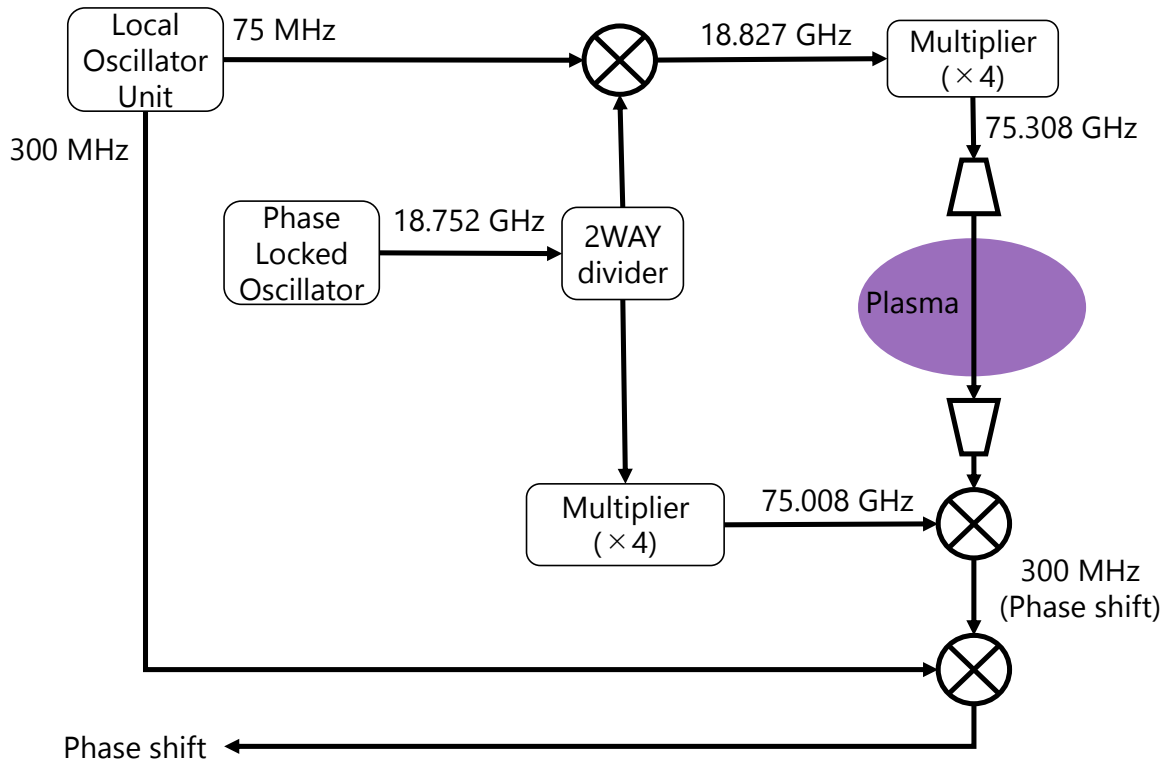 Local
Oscillator
Unit
75 MHz
18.827 GHz
Multiplier
(×4)
300 MHz
75.308 GHz
Phase
Locked
Oscillator
18.752 GHz
2WAY
divider
Plasma
Multiplier
(×4)
75.008 GHz
300 MHz
(Phase shift)
Phase shift